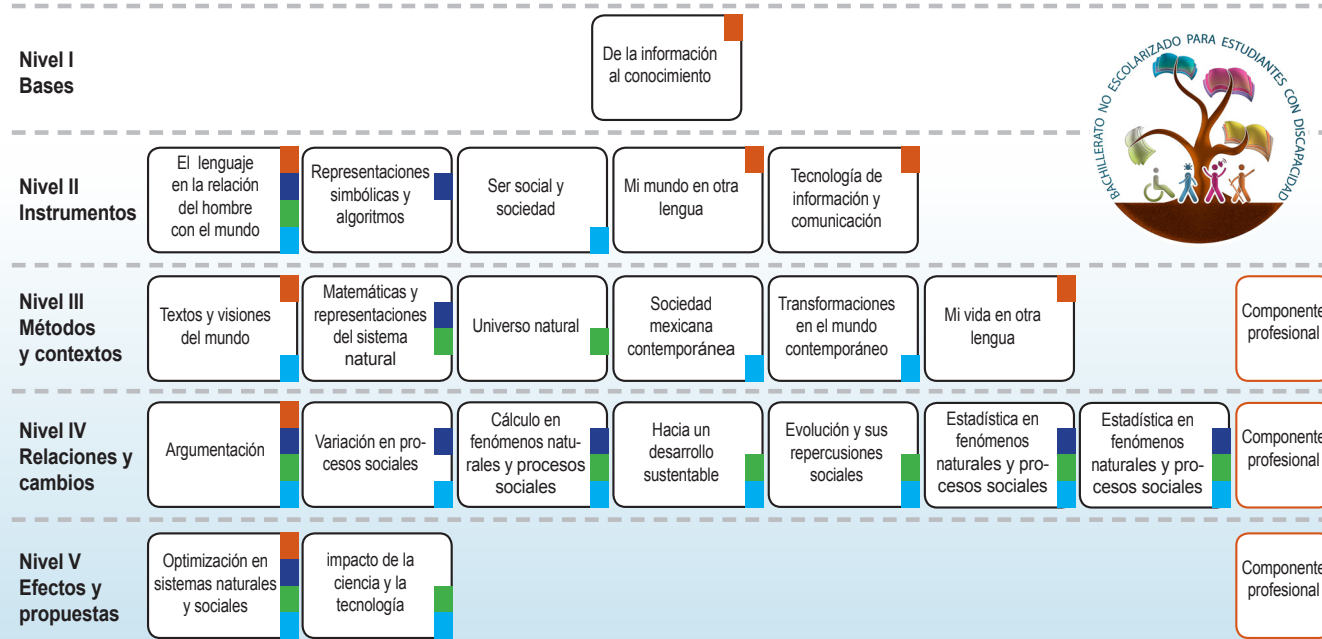 Nivel I
Bases
De la información
al conocimiento
BACHILLERATO NO ESCOLARIZADO PARA ESTUDIANTES CON DISCAPACIDAD
Nivel II
Instrumentos
El lenguaje
en la relación
del hombre
con el mundo
Representaciones
simbólicas y
algoritmos
Ser social y
sociedad
Mi mundo en otra
lengua
Tecnología de
información y
comunicación
Nivel III
Métodos
y contextos
Textos y visiones
del mundo
Matemáticas y
representaciones
del sistema
natural
Universo natural
Sociedad
mexicana
contemporánea
Transformaciones
en el mundo
contemporáneo
Mi vida en otra
lengua
Componente
profesional
Nivel IV
Relaciones y
cambios
Argumentación
Variación en pro-
cesos sociales
Cálculo en
fenómenos natu-
rales y procesos
sociales
Hacia un
desarrollo
sustentable
Evolución y sus
repercusiones
sociales
Estadística en
fenómenos
naturales y pro-
cesos sociales
Estadística en
fenómenos
naturales y pro-
cesos sociales
Componente
profesional
Nivel V
Efectos y
propuestas
Optimización en
sistemas naturales
y sociales
impacto de la
ciencia y la
tecnología
Componente
profesional